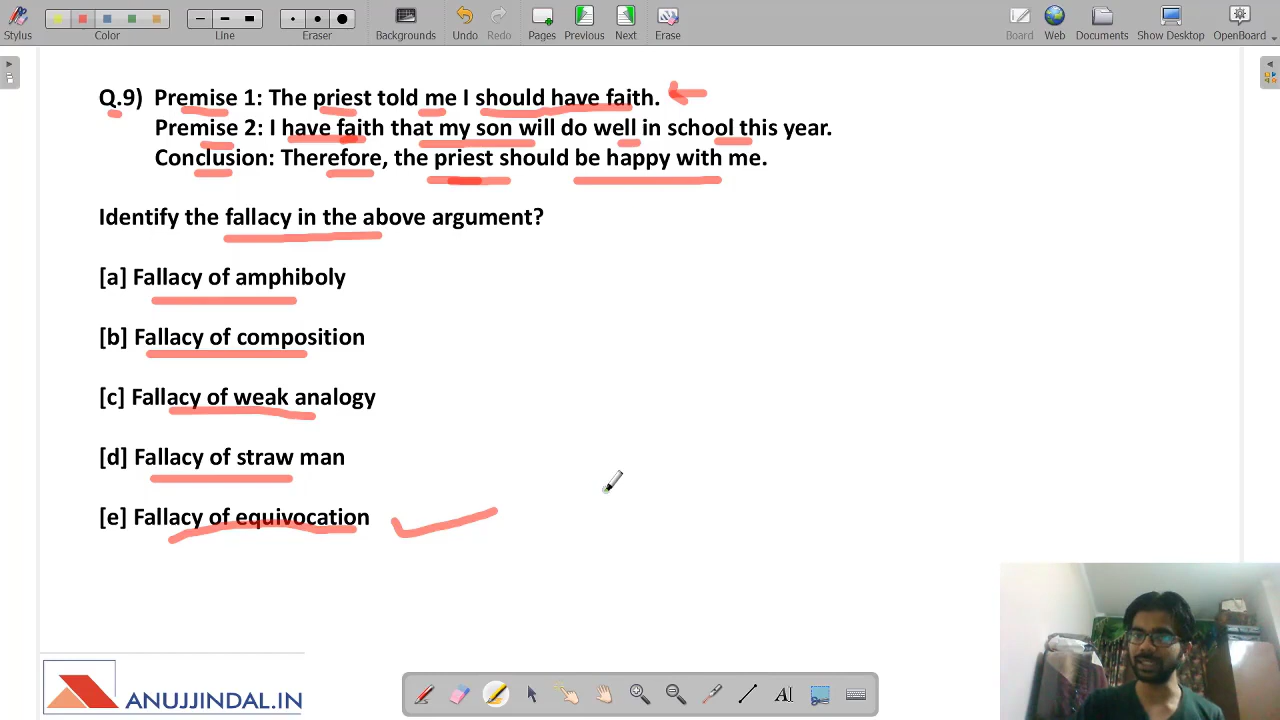 Stylus Color Line Eraser Backgrounds Undo Redo Pages Previous Next Erase Board Web Documents Show Desktop OpenBoard
Q.9) Premise 1: The priest told me I should have faith.
Premise 2: I have faith that my son will do well in school this year.
Conclusion: Therefore, the priest should be happy with me.
Identify the fallacy in the above argument?
[a] Fallacy of amphiboly
[b] Fallacy of composition
[c] Fallacy of weak analogy
[d] Fallacy of straw man
[e] Fallacy of equivocation
ANUJJINDAL.IN
AI